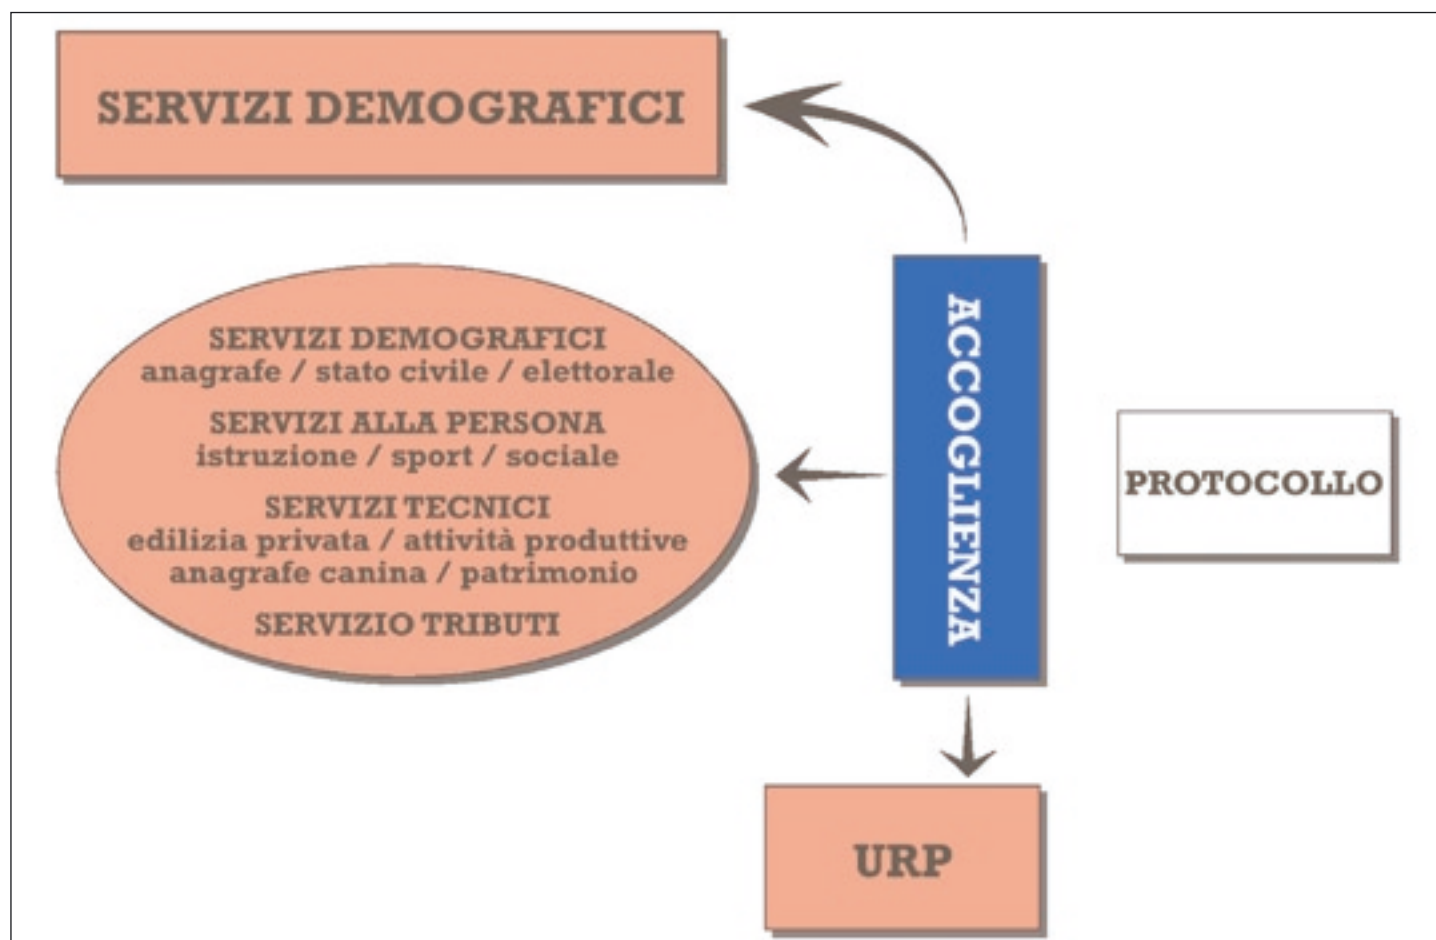 SERVIZI DEMOGRAFICI
SERVIZI DEMOGRAFICI
anagrafe / stato civile / elettorale
SERVIZI ALLA PERSONA
istruzione / sport / sociale
SERVIZI TECNICI
edilizia privata / attività produttive
anagrafe canina / patrimonio
SERVIZIO TRIBUTI
ACCOGLIENZA
PROTOCOLLO
URP